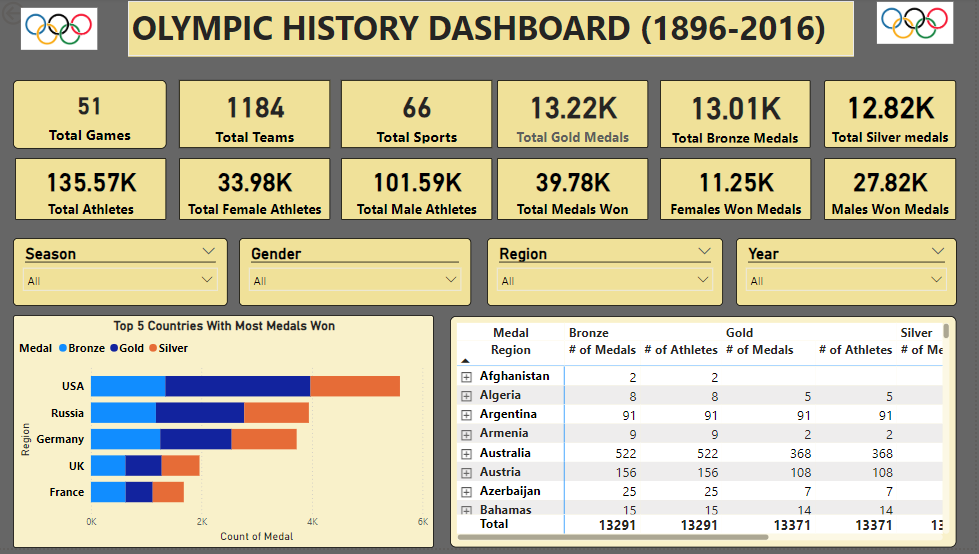 OLYMPIC HISTORY DASHBOARD (1896-2016)
51
Total Games
1184
Total Teams
66
Total Sports
13.22K
Total Gold Medals
13.01K
Total Bronze Medals
12.82K
Total Silver medals
135.57K
Total Athletes
33.98K
Total Female Athletes
101.59K
Total Male Athletes
39.78K
Total Medals Won
11.25K
Females Won Medals
27.82K
Males Won Medals
Season
All
Gender
All
Region
All
Year
All
Top 5 Countries With Most Medals Won
Medal Bronze Gold Silver
Region
USA
Russia
Germany
UK
France
0K 2K 4K 6K
Count of Medal
Medal Bronze Gold Silver
Region # of Medals # of Athletes # of Medals # of Athletes # of Me
Afghanistan 2 2
Algeria 8 8 5 5
Argentina 91 91 91 91
Armenia 9 9 2 2
Australia 522 522 368 368
Austria 156 156 108 108
Azerbaijan 25 25 7 7
Bahamas 15 15 14 14
Total 13291 13291 13371 13371 13